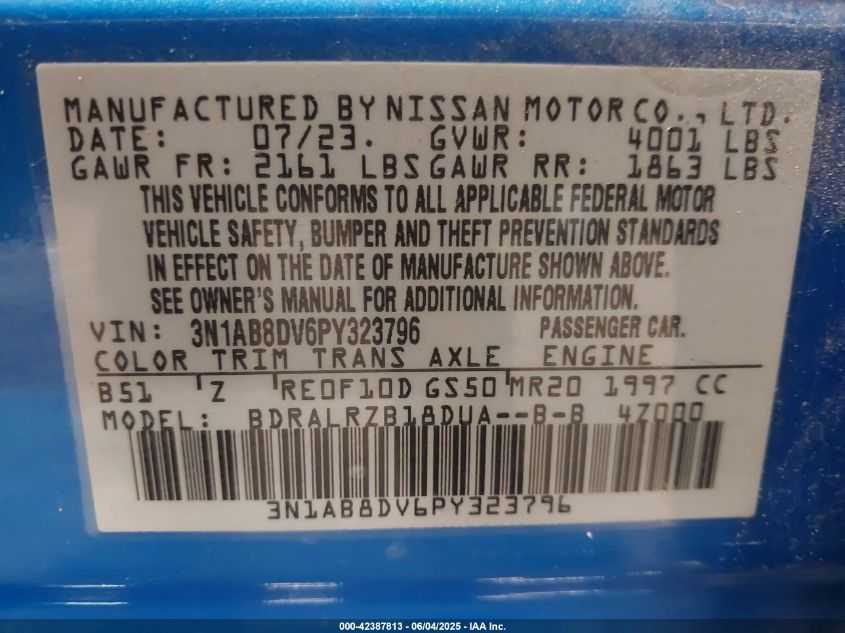 MANUFACTURED BY NISSAN MOTOR CO., LTD.
DATE: 07/23. GVWR: 4001 LBS
GAWR FR: 2161 LBS GAWR RR: 1863 LBS
THIS VEHICLE CONFORMS TO ALL APPLICABLE FEDERAL MOTOR
VEHICLE SAFETY, BUMPER AND THEFT PREVENTION STANDARDS
IN EFFECT ON THE DATE OF MANUFACTURE SHOWN ABOVE.
SEE OWNER'S MANUAL FOR ADDITIONAL INFORMATION.
VIN: 3N1AB8DV6PY323796 PASSENGER CAR.
COLOR TRIM TRANS AXLE ENGINE
B51 Z RE0F10D GS50 MR20 1997 CC
MODEL: BDRALRZB18DUA--B-B 4Z000
3N1AB8DV6PY323796
000-42387813 - 06/04/2025 - IAA Inc.